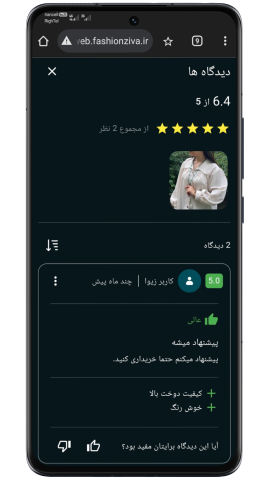 9
eb.fashionziva.ir
دیدگاه ها
6.4 از 5
از مجموع 2 نظر
2 دیدگاه
5.0 کاربر زیوا | چند ماه پیش
عالی
پیشنهاد میشه
پیشنهاد میکنم حتما خریداری کنید.
+ کیفیت دوخت بالا
+ خوش رنگ
آیا این دیدگاه برایتان مفید بود؟